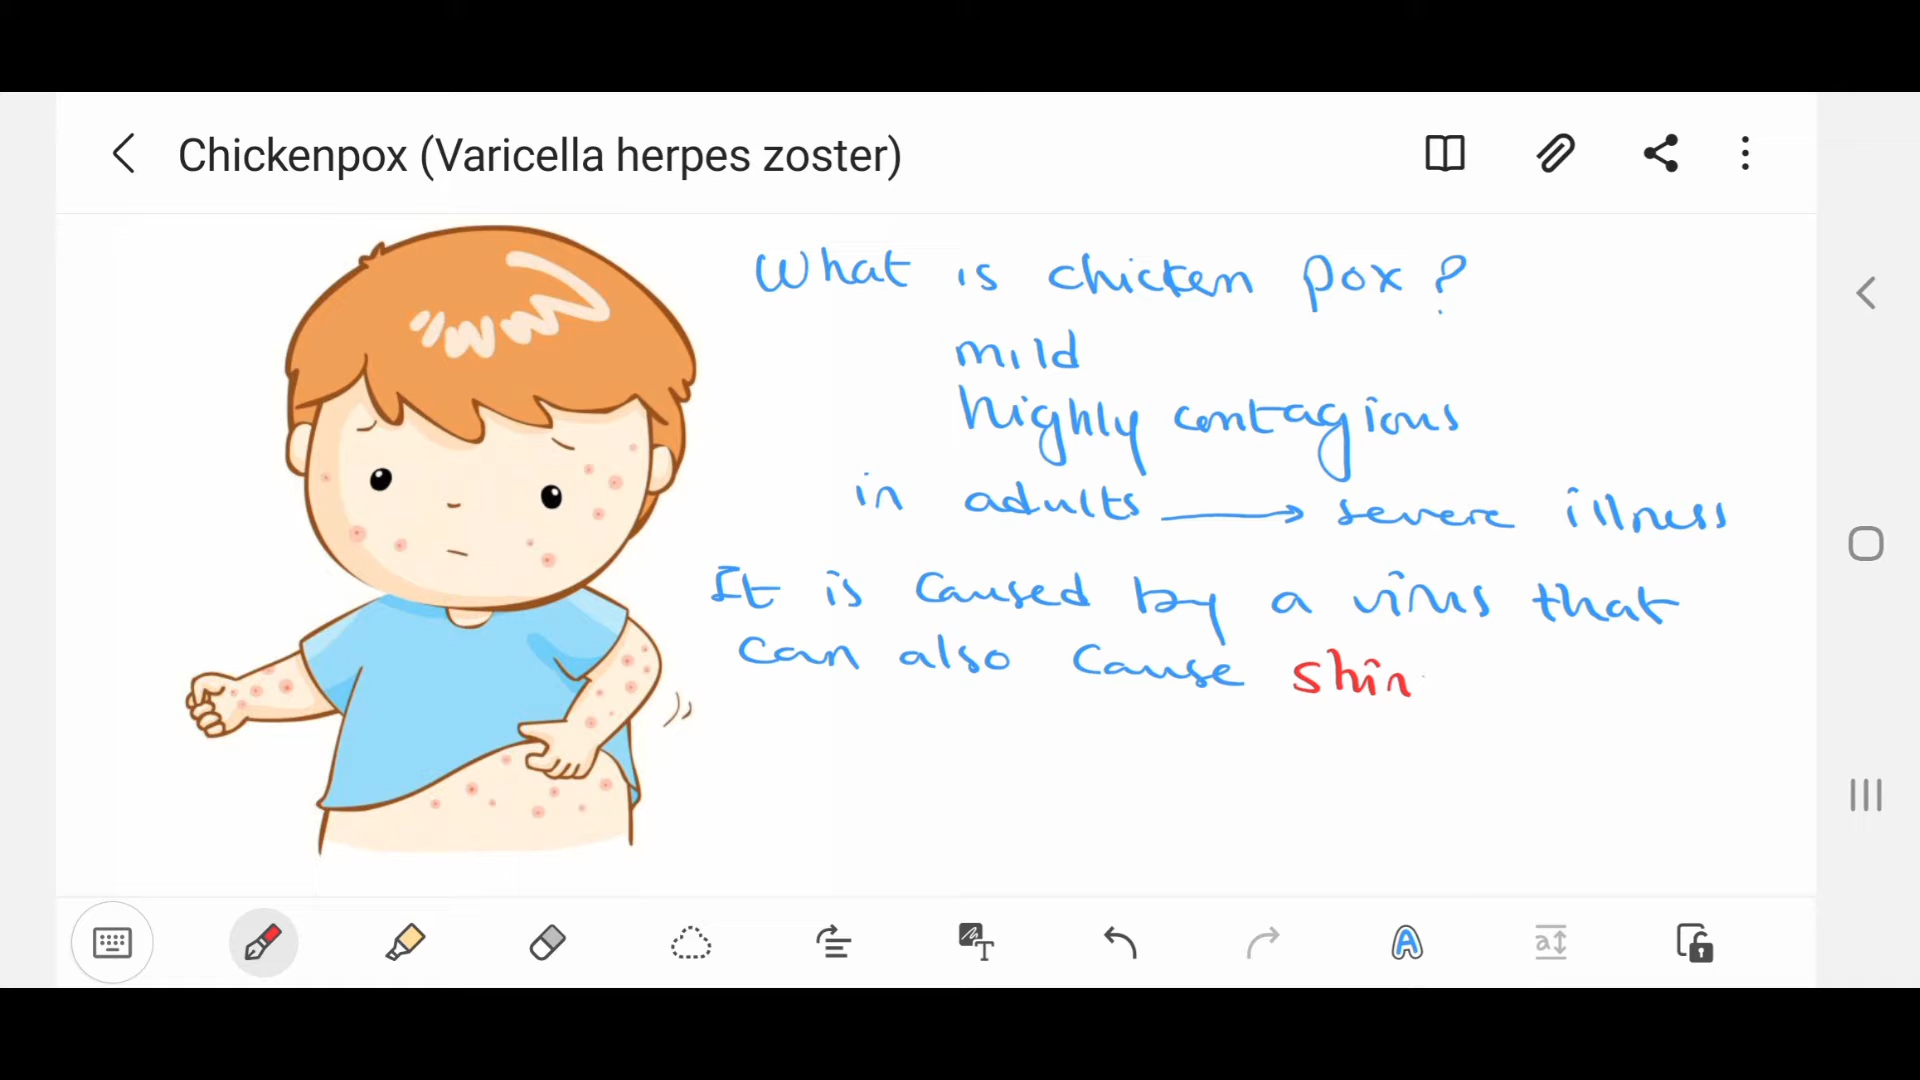 Chickenpox (Varicella herpes zoster)
What is chicken pox?
mild
highly contagious
in adults → severe illness
It is caused by a virus that
can also cause shin